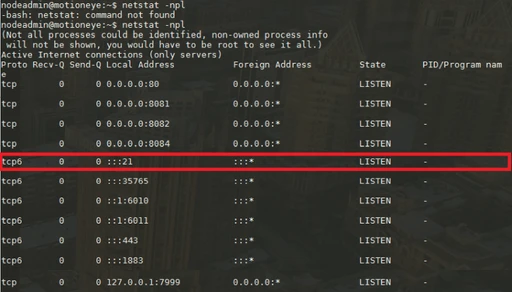 nodeadmin@motioneye:~$ netstat -npl
-bash: netstat: command not found
nodeadmin@motioneye:~$ netstat -npl
(Not all processes could be identified, non-owned process info
 will not be shown, you would have to be root to see it all.)
Active Internet connections (only servers)
Proto Recv-Q Send-Q Local Address Foreign Address State PID/Program nam
e
tcp 0 0 0.0.0.0:80 0.0.0.0:* LISTEN -
tcp 0 0 0.0.0.0:8081 0.0.0.0:* LISTEN -
tcp 0 0 0.0.0.0:8082 0.0.0.0:* LISTEN -
tcp 0 0 0.0.0.0:8084 0.0.0.0:* LISTEN -
tcp6 0 0 :::21 :::* LISTEN -
tcp6 0 0 :::35765 :::* LISTEN -
tcp6 0 0 ::1:6010 :::* LISTEN -
tcp6 0 0 ::1:6011 :::* LISTEN -
tcp6 0 0 :::443 :::* LISTEN -
tcp6 0 0 :::1883 :::* LISTEN -
tcp 0 0 127.0.0.1:7999 0.0.0.0:* LISTEN -